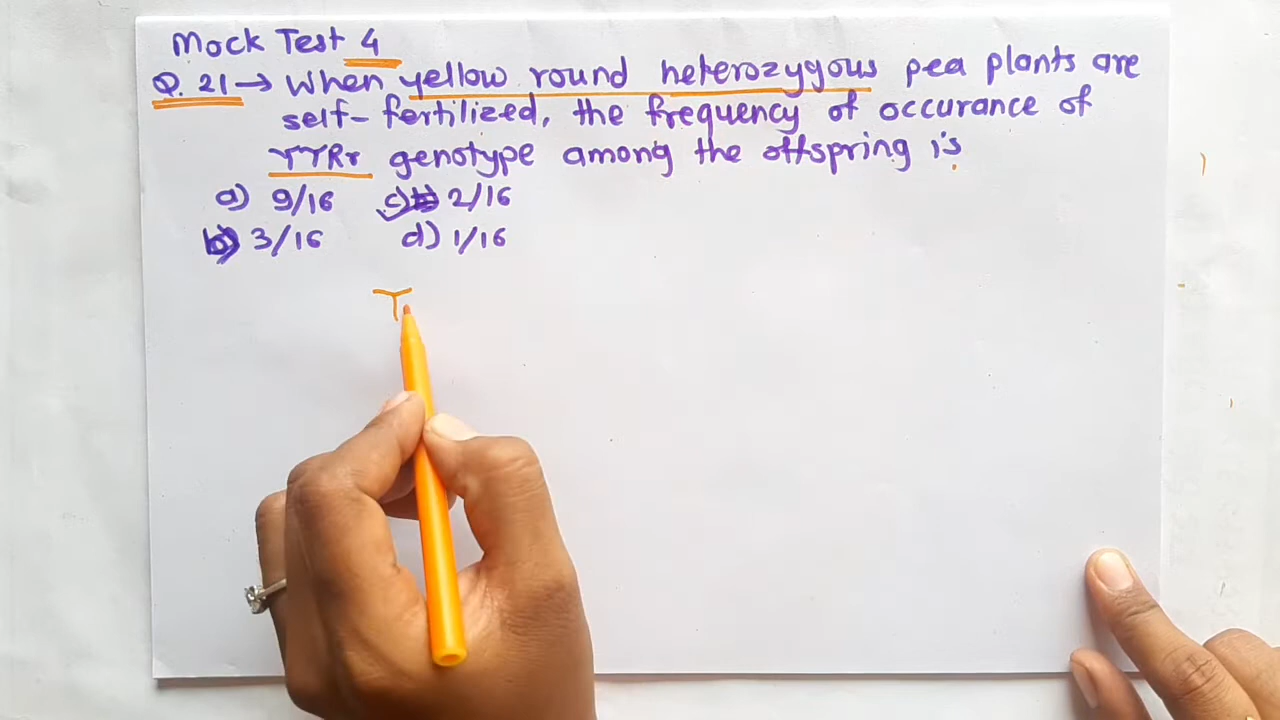 Mock Test 4
Q. 21 → When yellow round heterozygous pea plants are
self-fertilized, the frequency of occurance of
YYRr genotype among the offspring is.
a) 9/16 c) 2/16
b) 3/16 d) 1/16
Y